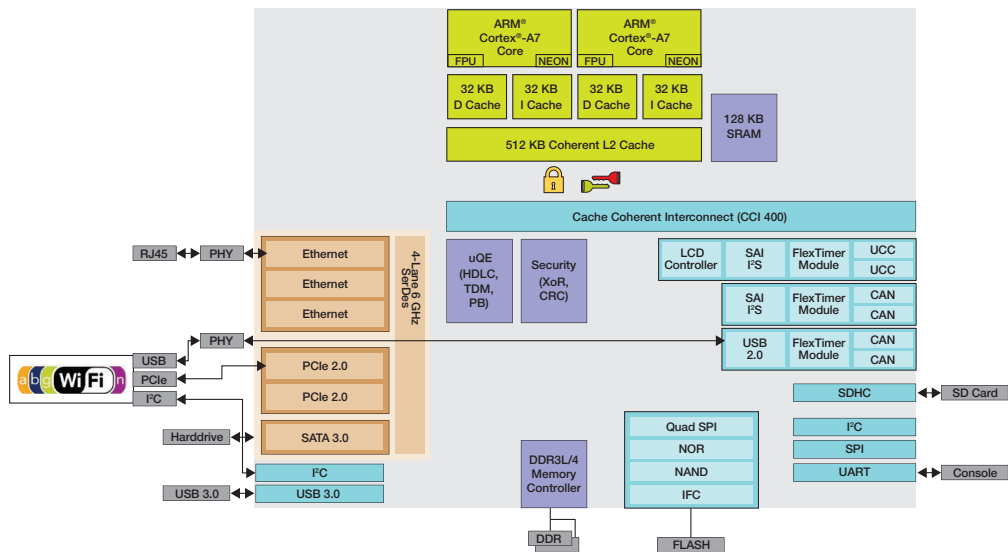 ARM®
Cortex®-A7
Core
FPU
NEON
ARM®
Cortex®-A7
Core
FPU
NEON
32 KB
D Cache
32 KB
I Cache
32 KB
D Cache
32 KB
I Cache
128 KB
SRAM
512 KB Coherent L2 Cache
Cache Coherent Interconnect (CCI 400)
RJ45
PHY
Ethernet
Ethernet
Ethernet
4-Lane 6 GHz
SerDes
uQE
(HDLC,
TDM,
PB)
Security
(XoR,
CRC)
LCD
Controller
SAI
I²S
FlexTimer
Module
UCC
UCC
SAI
I²S
FlexTimer
Module
CAN
CAN
USB
2.0
FlexTimer
Module
CAN
CAN
PHY
USB
PCIe
I²C
abg WiFi n
PCIe 2.0
PCIe 2.0
SATA 3.0
Harddrive
I²C
USB 3.0
USB 3.0
DDR3L/4
Memory
Controller
DDR
Quad SPI
NOR
NAND
IFC
FLASH
SDHC
SD Card
I²C
SPI
UART
Console